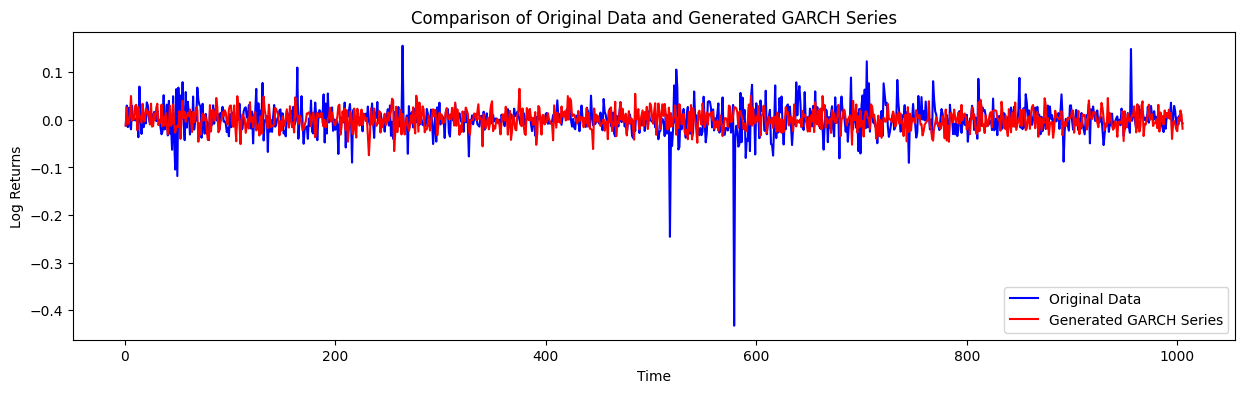 Comparison of Original Data and Generated GARCH Series
Log Returns
0.1
0.0
−0.1
−0.2
−0.3
−0.4
0
200
400
600
800
1000
Time
Original Data
Generated GARCH Series